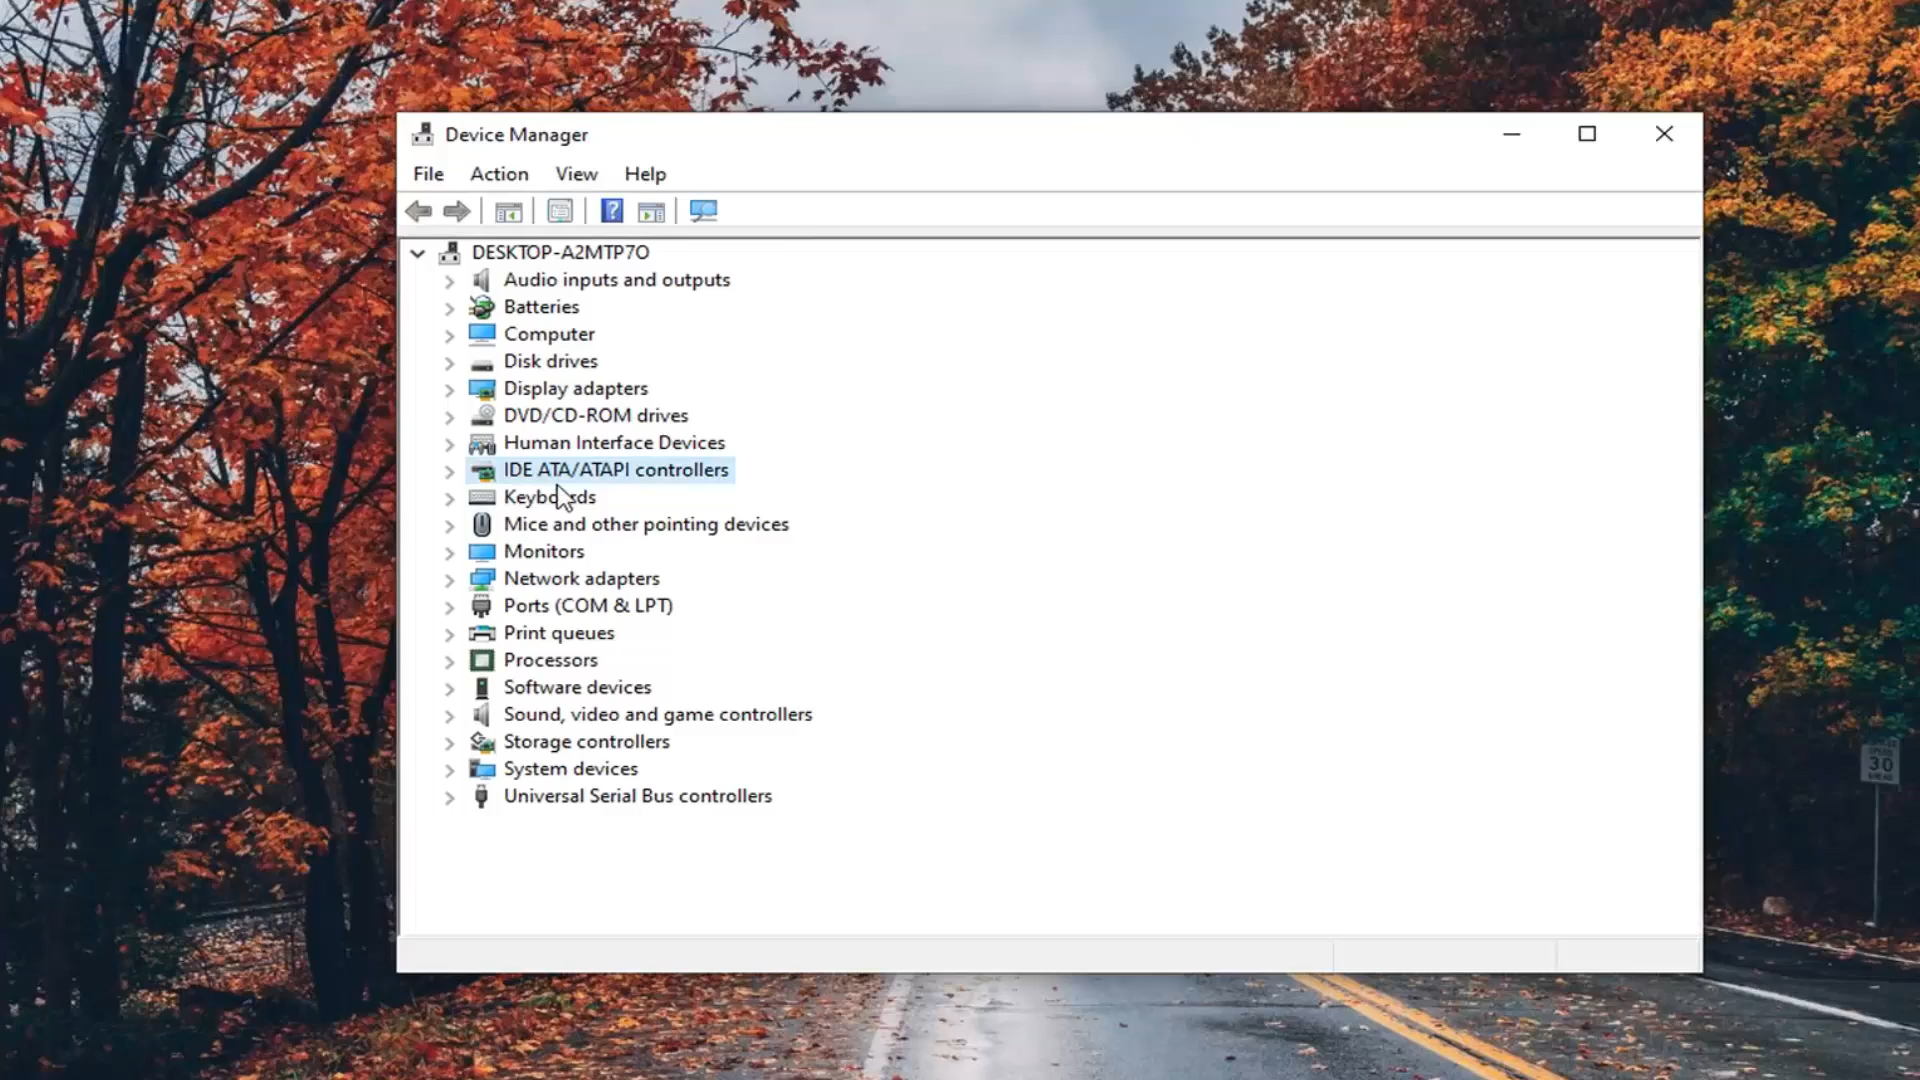 Device Manager
File Action View Help
DESKTOP-A2MTP7O
Audio inputs and outputs
Batteries
Computer
Disk drives
Display adapters
DVD/CD-ROM drives
Human Interface Devices
IDE ATA/ATAPI controllers
Keyboards
Mice and other pointing devices
Monitors
Network adapters
Ports (COM & LPT)
Print queues
Processors
Software devices
Sound, video and game controllers
Storage controllers
System devices
Universal Serial Bus controllers
SPEED
30
AHEAD